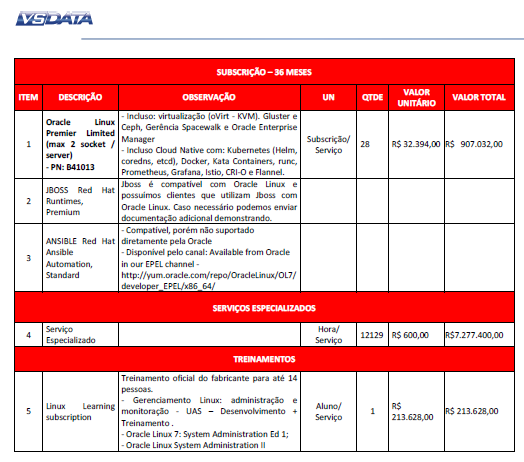 VSDATA
SUBSCRIÇÃO – 36 MESES
ITEM DESCRIÇÃO OBSERVAÇÃO UN QTDE VALOR UNITÁRIO VALOR TOTAL
1
Oracle Linux
Premier Limited
(max 2 socket /
server)
- PN: B41013
- Incluso: virtualização (oVirt - KVM). Gluster e
Ceph, Gerência Spacewalk e Oracle Enterprise
Manager
- Incluso Cloud Native com: Kubernetes (Helm,
coredns, etcd), Docker, Kata Containers, runc,
Prometheus, Grafana, Istio, CRI-O e Flannel.
Subscrição/
Serviço
28
R$ 32.394,00
R$ 907.032,00
2
JBOSS Red Hat
Runtimes,
Premium
Jboss é compatível com Oracle Linux e
possuimos clientes que utilizam Jboss com
Oracle Linux. Caso necessário podemos enviar
documentação adicional demonstrando.
3
ANSIBLE Red Hat
Ansible
Automation,
Standard
- Compatível, porém não suportado
diretamente pela Oracle
- Disponivel pelo canal: Available from Oracle
in our EPEL channel -
http://yum.oracle.com/repo/OracleLinux/OL7/
developer_EPEL/x86_64/
SERVIÇOS ESPECIALIZADOS
4
Serviço
Especializado
Hora/
Serviço
12129
R$ 600,00
R$7.277.400,00
TREINAMENTOS
5
Linux Learning
subscription
Treinamento oficial do fabricante para até 14
pessoas.
- Gerenciamento Linux: administração e
monitoração - UAS – Desenvolvimento +
Treinamento .
- Oracle Linux 7: System Administration Ed 1;
- Oracle Linux System Administration II
Aluno/
Serviço
1
R$
213.628,00
R$ 213.628,00